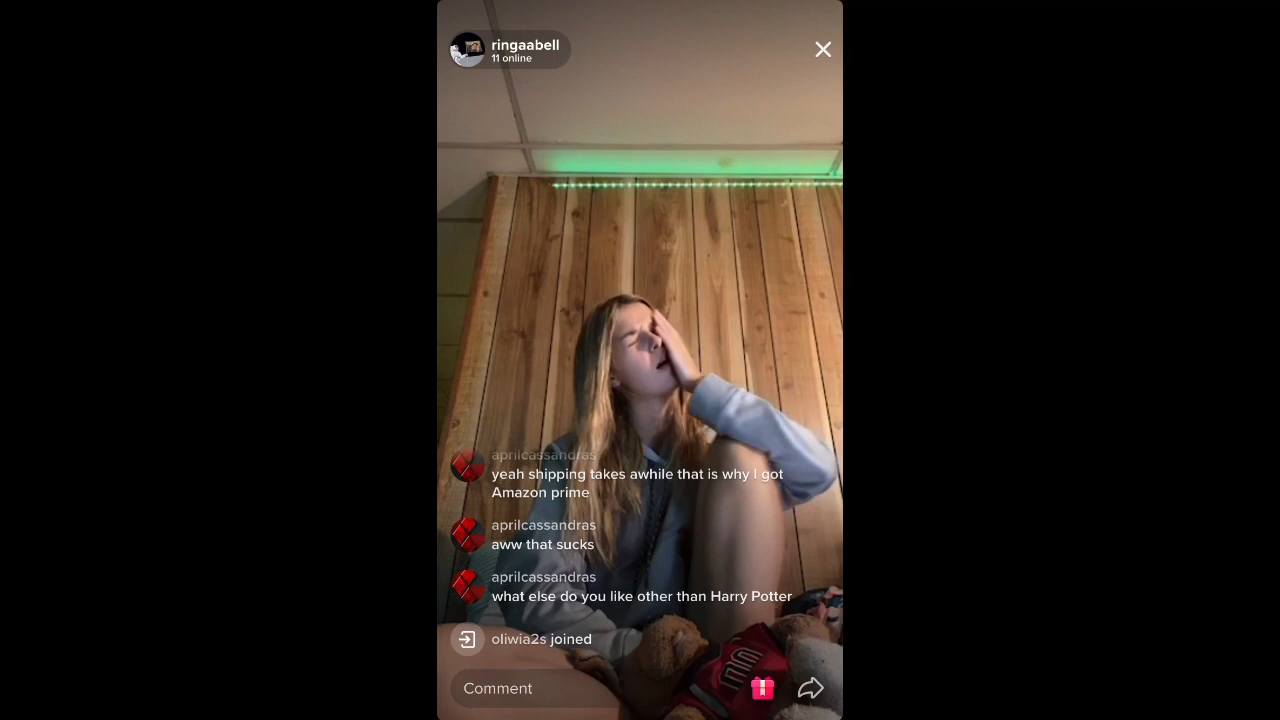 ringaabell
11 online
aprilcassandras
yeah shipping takes awhile that is why I got
Amazon prime
aprilcassandras
aww that sucks
aprilcassandras
what else do you like other than Harry Potter
oliwia2s joined
Comment